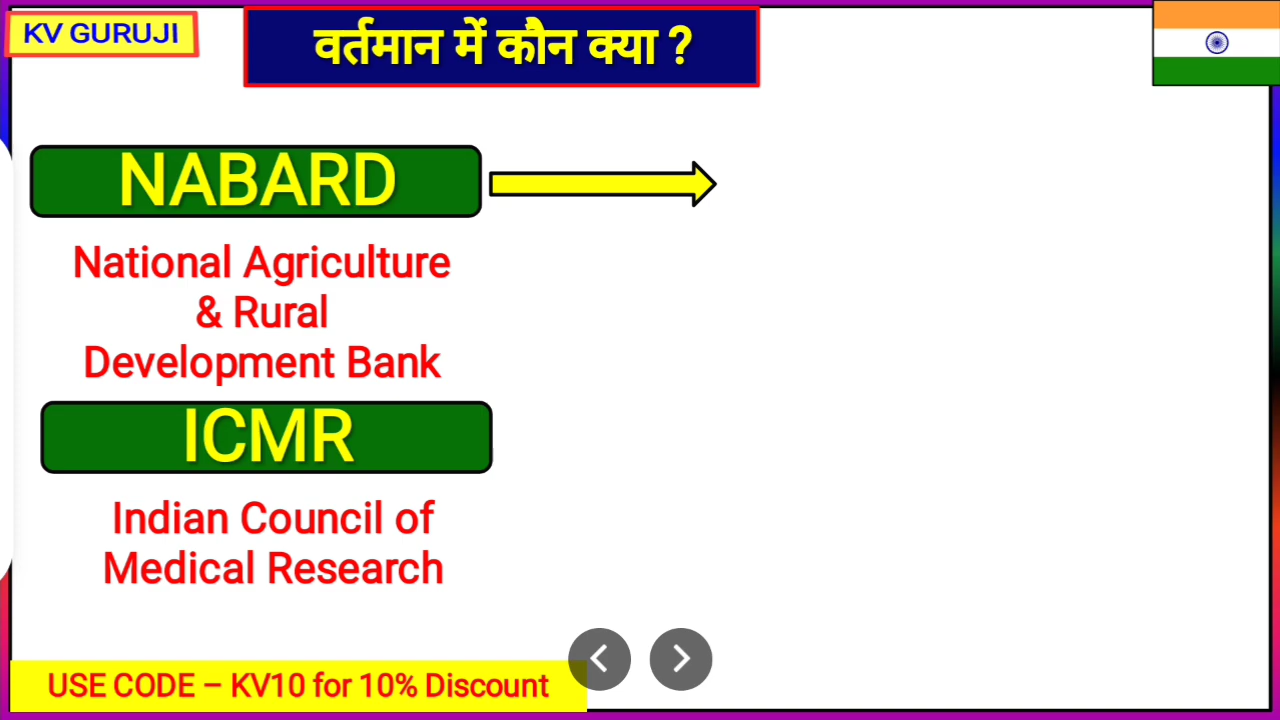 KV GURUJI
वर्तमान में कौन क्या ?
NABARD
National Agriculture
& Rural
Development Bank
ICMR
Indian Council of
Medical Research
USE CODE – KV10 for 10% Discount